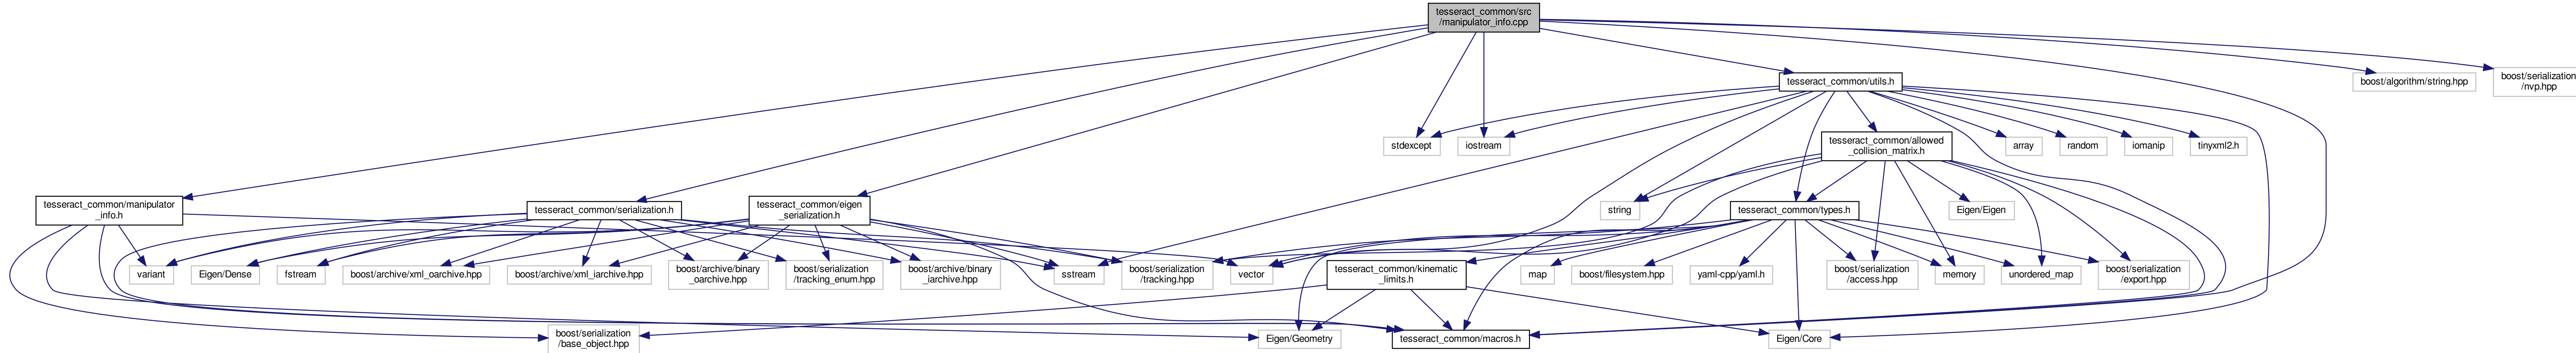 tesseract_common/src
/manipulator_info.cpp
tesseract_common/utils.h
boost/algorithm/string.hpp
boost/serialization
/nvp.hpp
stdexcept
iostream
tesseract_common/allowed
_collision_matrix.h
array
random
iomanip
tinyxml2.h
tesseract_common/manipulator
_info.h
tesseract_common/serialization.h
tesseract_common/eigen
_serialization.h
string
tesseract_common/types.h
Eigen/Eigen
variant
Eigen/Dense
fstream
boost/archive/xml_oarchive.hpp
boost/archive/xml_iarchive.hpp
boost/archive/binary
_oarchive.hpp
boost/serialization
/tracking_enum.hpp
boost/archive/binary
_iarchive.hpp
sstream
boost/serialization
/tracking.hpp
vector
tesseract_common/kinematic
_limits.h
map
boost/filesystem.hpp
yaml-cpp/yaml.h
boost/serialization
/access.hpp
memory
unordered_map
boost/serialization
/export.hpp
boost/serialization
/base_object.hpp
Eigen/Geometry
tesseract_common/macros.h
Eigen/Core